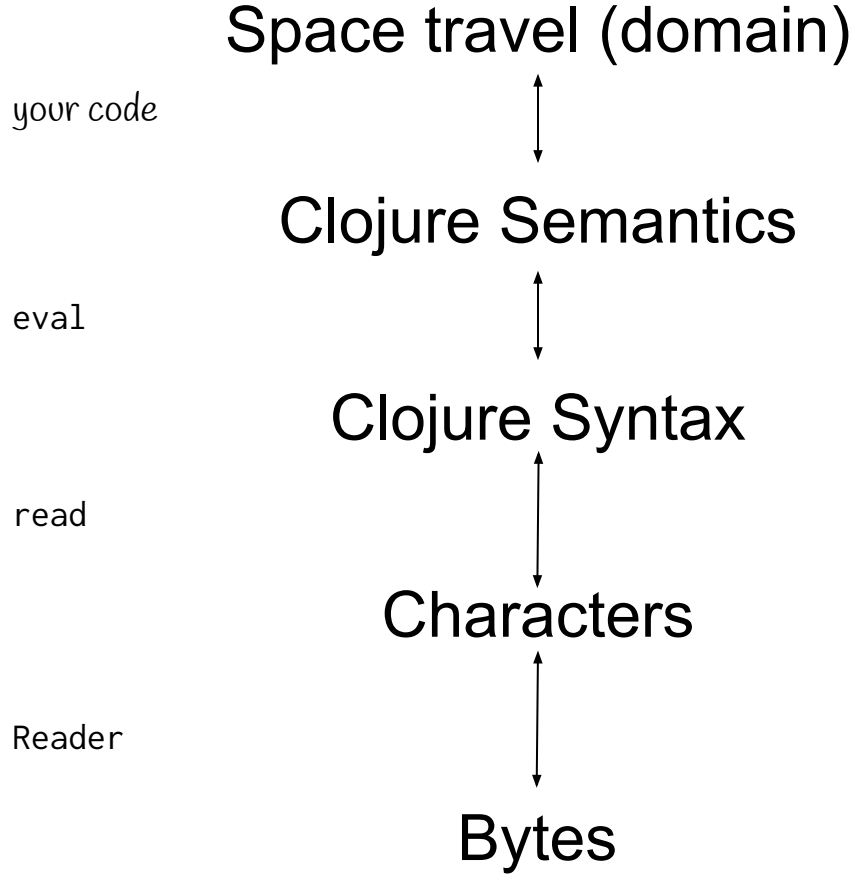 Space travel (domain)
your code
Clojure Semantics
eval
Clojure Syntax
read
Characters
Reader
Bytes